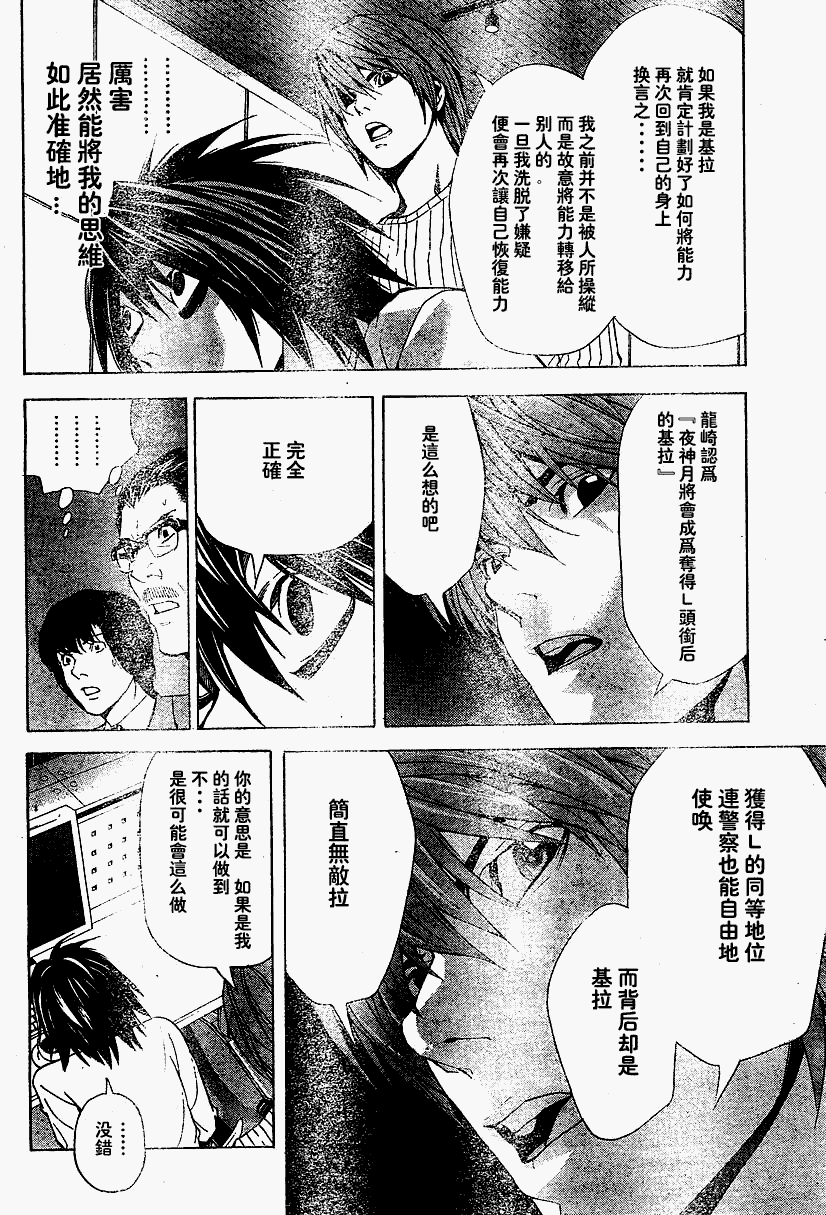 如果我是基拉
就肯定計劃好了如何將能力
再次回到自己的身上
換言之……
我之前并不是被人所操縱
而是故意將能力轉移給
別人的。
一旦我洗脫了嫌疑
便會再次讓自己恢復能力
…………
厲害
居然能將我的思維
如此准確地…
龍崎認爲
『夜神月將會成爲奪得L頭銜后
的基拉』
是這么想的吧
完全
正確
………
………
………
獲得L的同等地位
連警察也能自由地
使唤
而背后却是
基拉
簡直無敵拉
你的意思是 如果是我
的話就可以做到
不…
是很可能會這么做
……
没錯